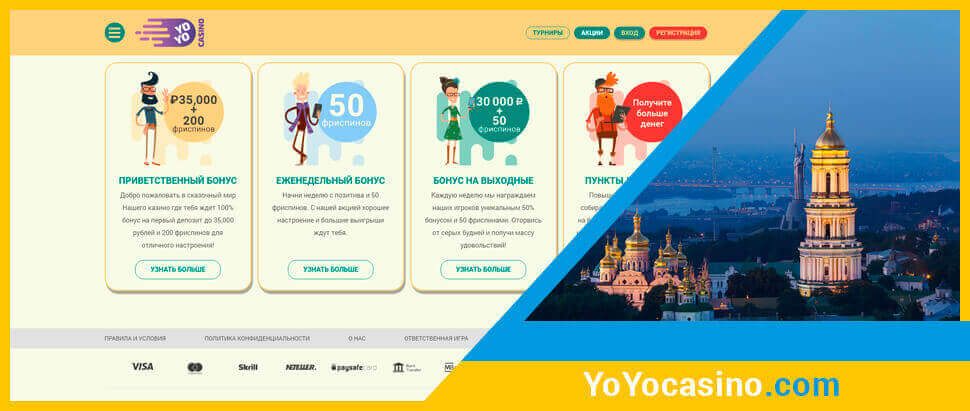 YO YO CASINO
ТУРНИРЫ
АКЦИИ
ВХОД
РЕГИСТРАЦИЯ
₽35,000
+
200
фриспинов
ПРИВЕТСТВЕННЫЙ БОНУС
Добро пожаловать в сказочный мир
Нашего казино где тебя ждет 100%
бонус на первый депозит до 35,000
рублей и 200 фриспинов для
отличного настроения!
УЗНАТЬ БОЛЬШЕ
50
фриспинов
ЕЖЕНЕДЕЛЬНЫЙ БОНУС
Начни неделю с позитива и 50
фриспинов. С нашей акцией хорошее
настроение и большие выигрыши
ждут тебя.
УЗНАТЬ БОЛЬШЕ
30 000 ₽
+
50
фриспинов
БОНУС НА ВЫХОДНЫЕ
Каждую неделю мы награждаем
наших игроков уникальным 50%
бонусом и 50 фриспинами. Оторвись
от серых будней и получи массу
удовольствий!
УЗНАТЬ БОЛЬШЕ
Получите
больше
денег
ПУНКТЫ
ПРАВИЛА И УСЛОВИЯ
ПОЛИТИКА КОНФИДЕНЦИАЛЬНОСТИ
О НАС
ОТВЕТСТВЕННАЯ ИГРА
VISA
Skrill
NETELLER
paysafecard
Bank
Transfer
YoYocasino.com